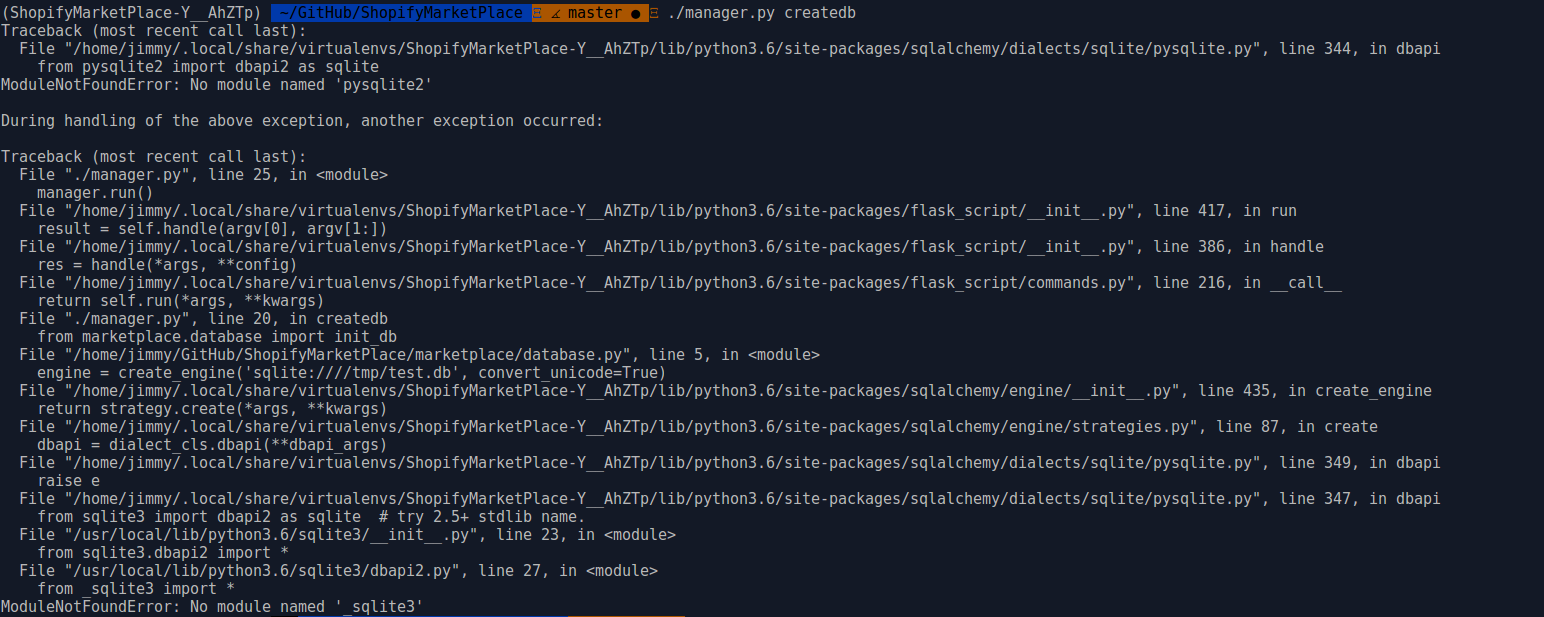 (ShopifyMarketPlace-Y__AhZTp) ~/GitHub/ShopifyMarketPlace Ξ ∡ master ● Ξ ./manager.py createdb
Traceback (most recent call last):
  File "/home/jimmy/.local/share/virtualenvs/ShopifyMarketPlace-Y__AhZTp/lib/python3.6/site-packages/sqlalchemy/dialects/sqlite/pysqlite.py", line 344, in dbapi
    from pysqlite2 import dbapi2 as sqlite
ModuleNotFoundError: No module named 'pysqlite2'

During handling of the above exception, another exception occurred:

Traceback (most recent call last):
  File "./manager.py", line 25, in <module>
    manager.run()
  File "/home/jimmy/.local/share/virtualenvs/ShopifyMarketPlace-Y__AhZTp/lib/python3.6/site-packages/flask_script/__init__.py", line 417, in run
    result = self.handle(argv[0], argv[1:])
  File "/home/jimmy/.local/share/virtualenvs/ShopifyMarketPlace-Y__AhZTp/lib/python3.6/site-packages/flask_script/__init__.py", line 386, in handle
    res = handle(*args, **config)
  File "/home/jimmy/.local/share/virtualenvs/ShopifyMarketPlace-Y__AhZTp/lib/python3.6/site-packages/flask_script/commands.py", line 216, in __call__
    return self.run(*args, **kwargs)
  File "./manager.py", line 20, in createdb
    from marketplace.database import init_db
  File "/home/jimmy/GitHub/ShopifyMarketPlace/marketplace/database.py", line 5, in <module>
    engine = create_engine('sqlite:////tmp/test.db', convert_unicode=True)
  File "/home/jimmy/.local/share/virtualenvs/ShopifyMarketPlace-Y__AhZTp/lib/python3.6/site-packages/sqlalchemy/engine/__init__.py", line 435, in create_engine
    return strategy.create(*args, **kwargs)
  File "/home/jimmy/.local/share/virtualenvs/ShopifyMarketPlace-Y__AhZTp/lib/python3.6/site-packages/sqlalchemy/engine/strategies.py", line 87, in create
    dbapi = dialect_cls.dbapi(**dbapi_args)
  File "/home/jimmy/.local/share/virtualenvs/ShopifyMarketPlace-Y__AhZTp/lib/python3.6/site-packages/sqlalchemy/dialects/sqlite/pysqlite.py", line 349, in dbapi
    raise e
  File "/home/jimmy/.local/share/virtualenvs/ShopifyMarketPlace-Y__AhZTp/lib/python3.6/site-packages/sqlalchemy/dialects/sqlite/pysqlite.py", line 347, in dbapi
    from sqlite3 import dbapi2 as sqlite  # try 2.5+ stdlib name.
  File "/usr/local/lib/python3.6/sqlite3/__init__.py", line 23, in <module>
    from sqlite3.dbapi2 import *
  File "/usr/local/lib/python3.6/sqlite3/dbapi2.py", line 27, in <module>
    from _sqlite3 import *
ModuleNotFoundError: No module named '_sqlite3'